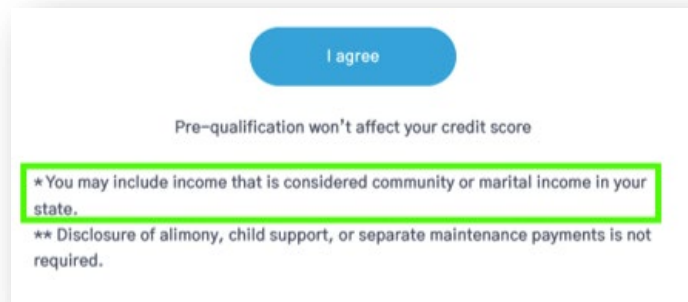 I agree
Pre-qualification won't affect your credit score
* You may include income that is considered community or marital income in your
state.
** Disclosure of alimony, child support, or separate maintenance payments is not
required.